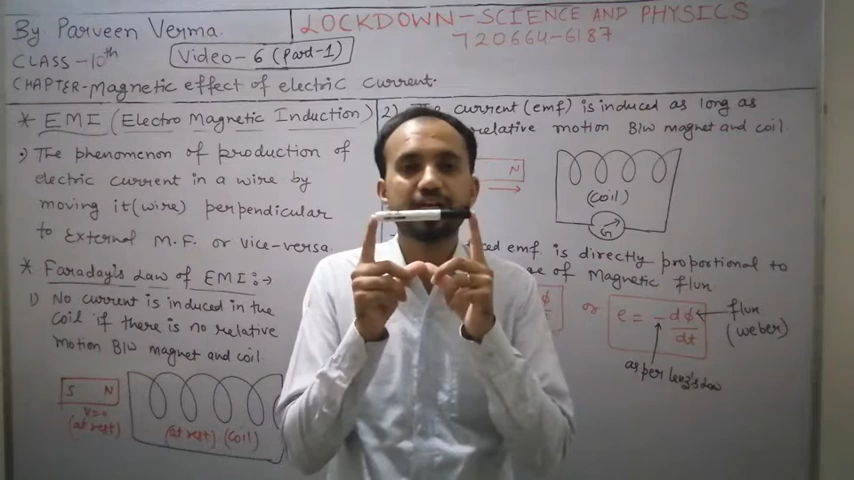 By Parveen Verma.
LOCKDOWN-SCIENCE AND PHYSICS
720664-6187
CLASS-10th
Video-6 (Part-1)
CHAPTER-Magnetic effect of electric current.
* EMI (Electro Magnetic Induction)
The phenomenon of production of
electric current in a wire by
moving it(wire) perpendicular
to External M.F. or vice-versa.
* Faraday's Law of EMI:→
1) No current is induced in the
coil if there is no relative
motion B/w magnet and coil
S N
V=0
(at rest)
(at rest) (coil)
2) The current (emf) is induced as long as
relative motion B/w magnet and coil.
N
(coil)
G
emf is directly proportional to
of Magnetic flux
or e = - dφ/dt
flux
(weber)
as per Lenz's Law